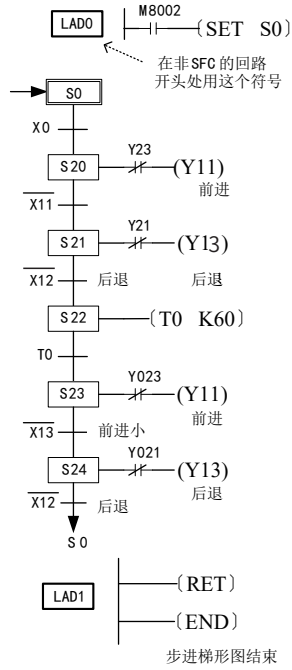 LAD0 M8002 (SET S0)
在非SFC的回路
开头处用这个符号
S0
X0
S20 Y23 (Y11)
前进
X11
S21 Y21 (Y13)
X12 后退 后退
S22 (T0 K60)
T0
S23 Y023 (Y11)
前进
X13 前进小
S24 Y021 (Y13)
后退
X12 后退
S0
LAD1 (RET)
(END)
步进梯形图结束